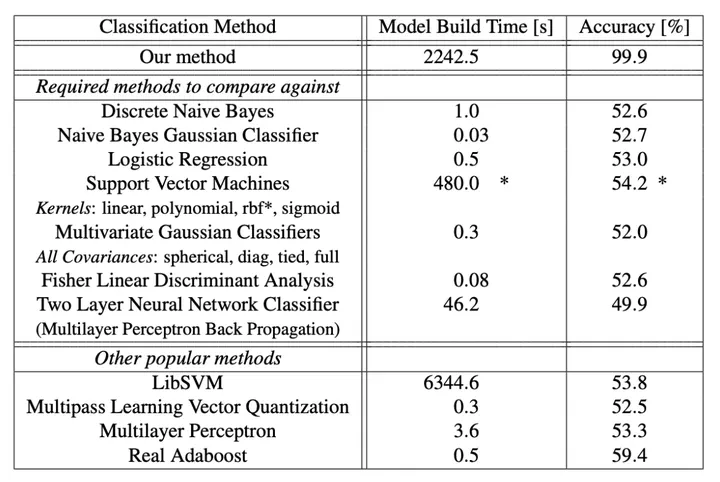 Classification Method Model Build Time [s] Accuracy [%]
Our method 2242.5 99.9
Required methods to compare against
Discrete Naive Bayes 1.0 52.6
Naive Bayes Gaussian Classifier 0.03 52.7
Logistic Regression 0.5 53.0
Support Vector Machines 480.0 * 54.2 *
Kernels: linear, polynomial, rbf*, sigmoid
Multivariate Gaussian Classifiers 0.3 52.0
All Covariances: spherical, diag, tied, full
Fisher Linear Discriminant Analysis 0.08 52.6
Two Layer Neural Network Classifier 46.2 49.9
(Multilayer Perceptron Back Propagation)
Other popular methods
LibSVM 6344.6 53.8
Multipass Learning Vector Quantization 0.3 52.5
Multilayer Perceptron 3.6 53.3
Real Adaboost 0.5 59.4